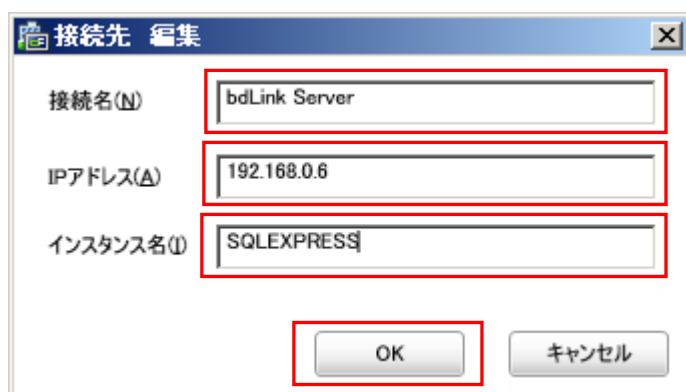 接続先 編集
接続名(N)
bdLink Server
IPアドレス(A)
192.168.0.6
インスタンス名(I)
SQLEXPRESS
OK
キャンセル